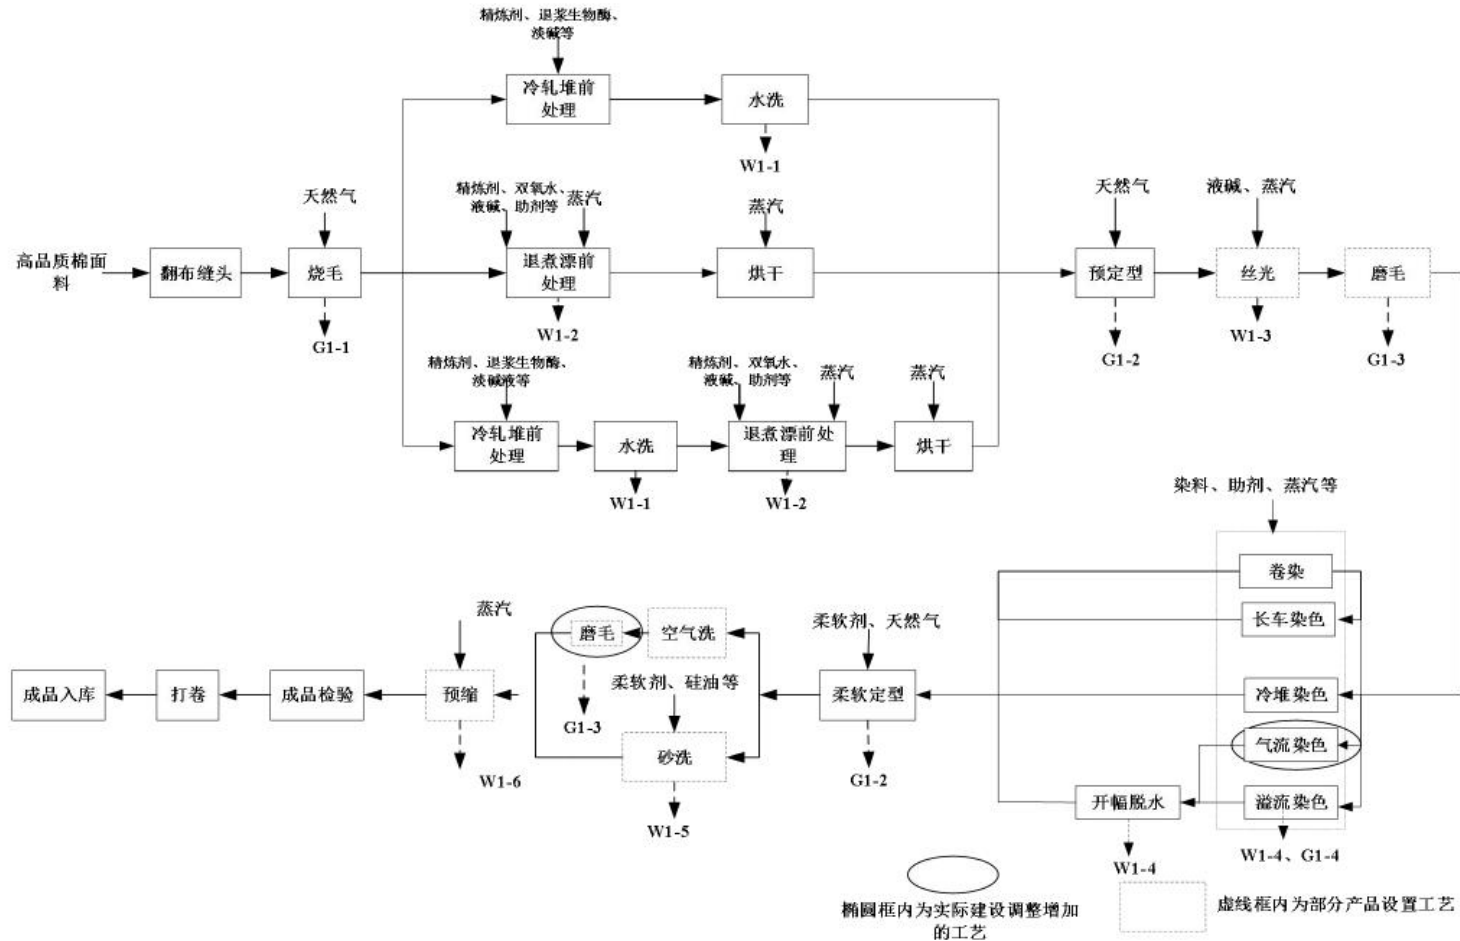 精炼剂、退浆生物酶、
淡碱等
冷轧堆前
处理
水洗
W1-1
天然气
精炼剂、双氧水、
液碱、助剂等
蒸汽
蒸汽
天然气
液碱、蒸汽
高品质棉面
料
翻布缝头
烧毛
退煮漂前
处理
烘干
预定型
丝光
磨毛
G1-1
W1-2
G1-2
W1-3
G1-3
精炼剂、退浆生物酶、
淡碱液等
精炼剂、双氧水、
液碱、助剂等
蒸汽
蒸汽
冷轧堆前
处理
水洗
退煮漂前处
理
烘干
W1-1
W1-2
染料、助剂、蒸汽等
卷染
长车染色
冷堆染色
气流染色
溢流染色
W1-4、G1-4
开幅脱水
W1-4
柔软剂、天然气
柔软定型
G1-2
空气洗
磨毛
G1-3
柔软剂、硅油等
砂洗
W1-5
蒸汽
预缩
W1-6
成品检验
打卷
成品入库
椭圆框内为实际建设调整增加
的工艺
虚线框内为部分产品设置工艺